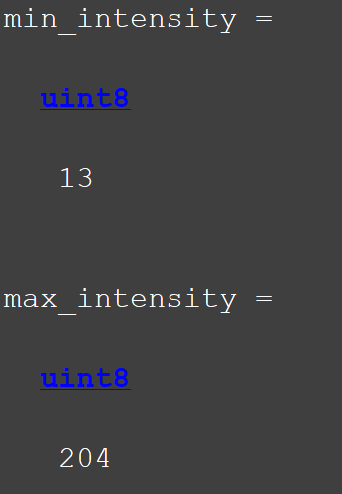 min_intensity =
uint8
13
max_intensity =
uint8
204